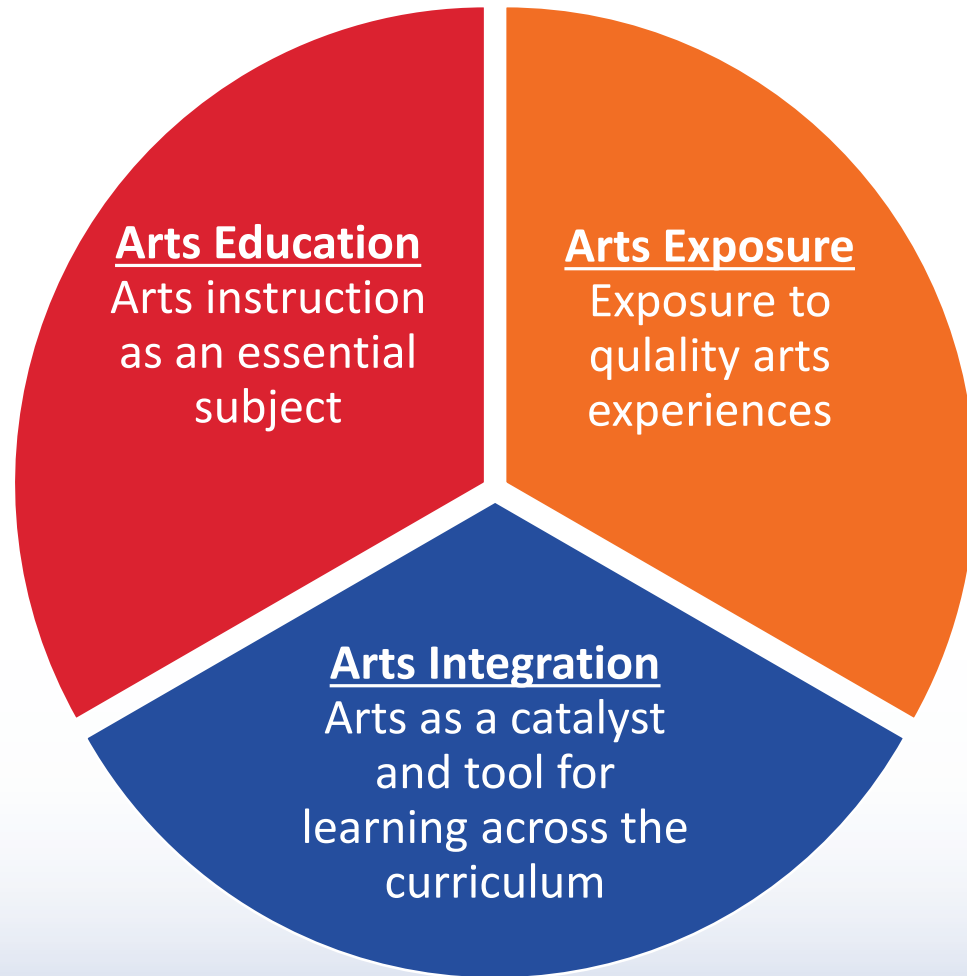 Arts Education
Arts instruction
as an essential
subject
Arts Exposure
Exposure to
qulality arts
experiences
Arts Integration
Arts as a catalyst
and tool for
learning across the
curriculum